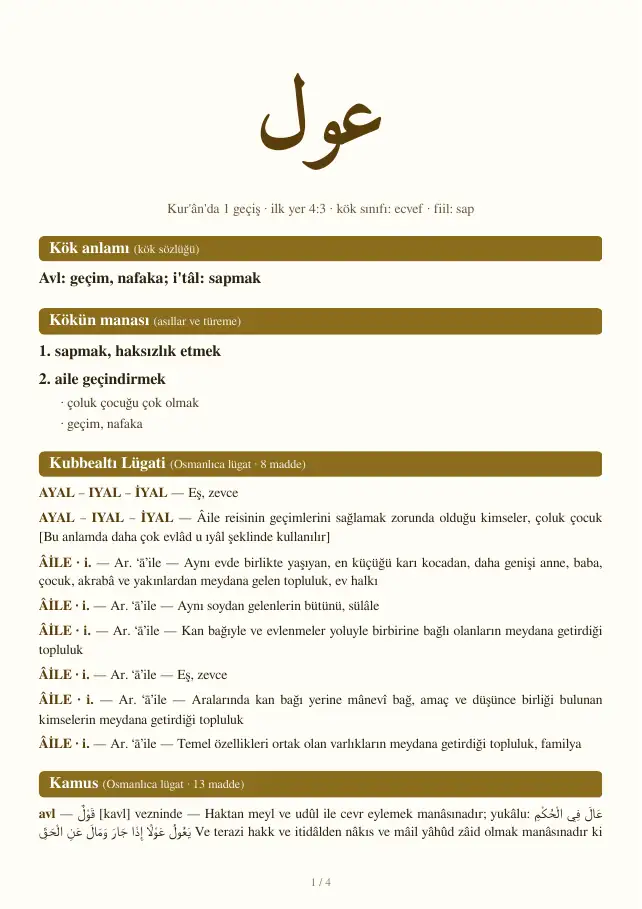 عول
Kur'ân'da 1 geçiş · ilk yer 4:3 · kök sınıfı: ecvef · fiil: sap
Kök anlamı (kök sözlüğü)
Avl: geçim, nafaka; i'tâl: sapmak
Kökün manası (asıllar ve türeme)
1. sapmak, haksızlık etmek
2. aile geçindirmek
· çoluk çocuğu çok olmak
· geçim, nafaka
Kubbealtı Lügati (Osmanlıca lügat · 8 madde)
AYAL – IYAL – İYAL — Eş, zevce
AYAL – IYAL – İYAL — Âile reisinin geçimlerini sağlamak zorunda olduğu kimseler, çoluk çocuk
[Bu anlamda daha çok evlâd u ıyâl şeklinde kullanılır]
ÂİLE · i. — Ar. ‘ā’ile — Aynı evde birlikte yaşıyan, en küçüğü karı kocadan, daha genişi anne, baba,
çocuk, akrabâ ve yakınlardan meydana gelen topluluk, ev halkı
ÂİLE · i. — Ar. ‘ā’ile — Aynı soydan gelenlerin bütünü, sülâle
ÂİLE · i. — Ar. ‘ā’ile — Kan bağıyle ve evlenmeler yoluyle birbirine bağlı olanların meydana getirdiği
topluluk
ÂİLE · i. — Ar. ‘ā’ile — Eş, zevce
ÂİLE · i. — Ar. ‘ā’ile — Aralarında kan bağı yerine mânevî bağ, amaç ve düşünce birliği bulunan
kimselerin meydana getirdiği topluluk
ÂİLE · i. — Ar. ‘ā’ile — Temel özellikleri ortak olan varlıkların meydana getirdiği topluluk, familya
Kamus (Osmanlıca lügat · 13 madde)
avl — قَوْلٌ [kavl] vezninde — Haktan meyl ve udûl ile cevr eylemek manâsınadır; yukâlu: عَالَ فِي الْحُكْمِ
يَعُولُ عَوْلًا إِذَا جَارَ وَمَالَ عَنِ الْحَقِّ Ve terazi hakk ve itidâlden nâkıs ve mâil yâhûd zâid olmak manâsınadır ki
1 / 4